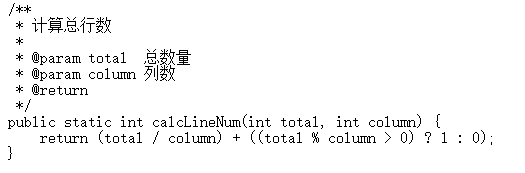 /**
 * 计算总行数
 *
 * @param total  总数量
 * @param column 列数
 * @return
 */
public static int calcLineNum(int total, int column) {
    return (total / column) + ((total % column > 0) ? 1 : 0);
}